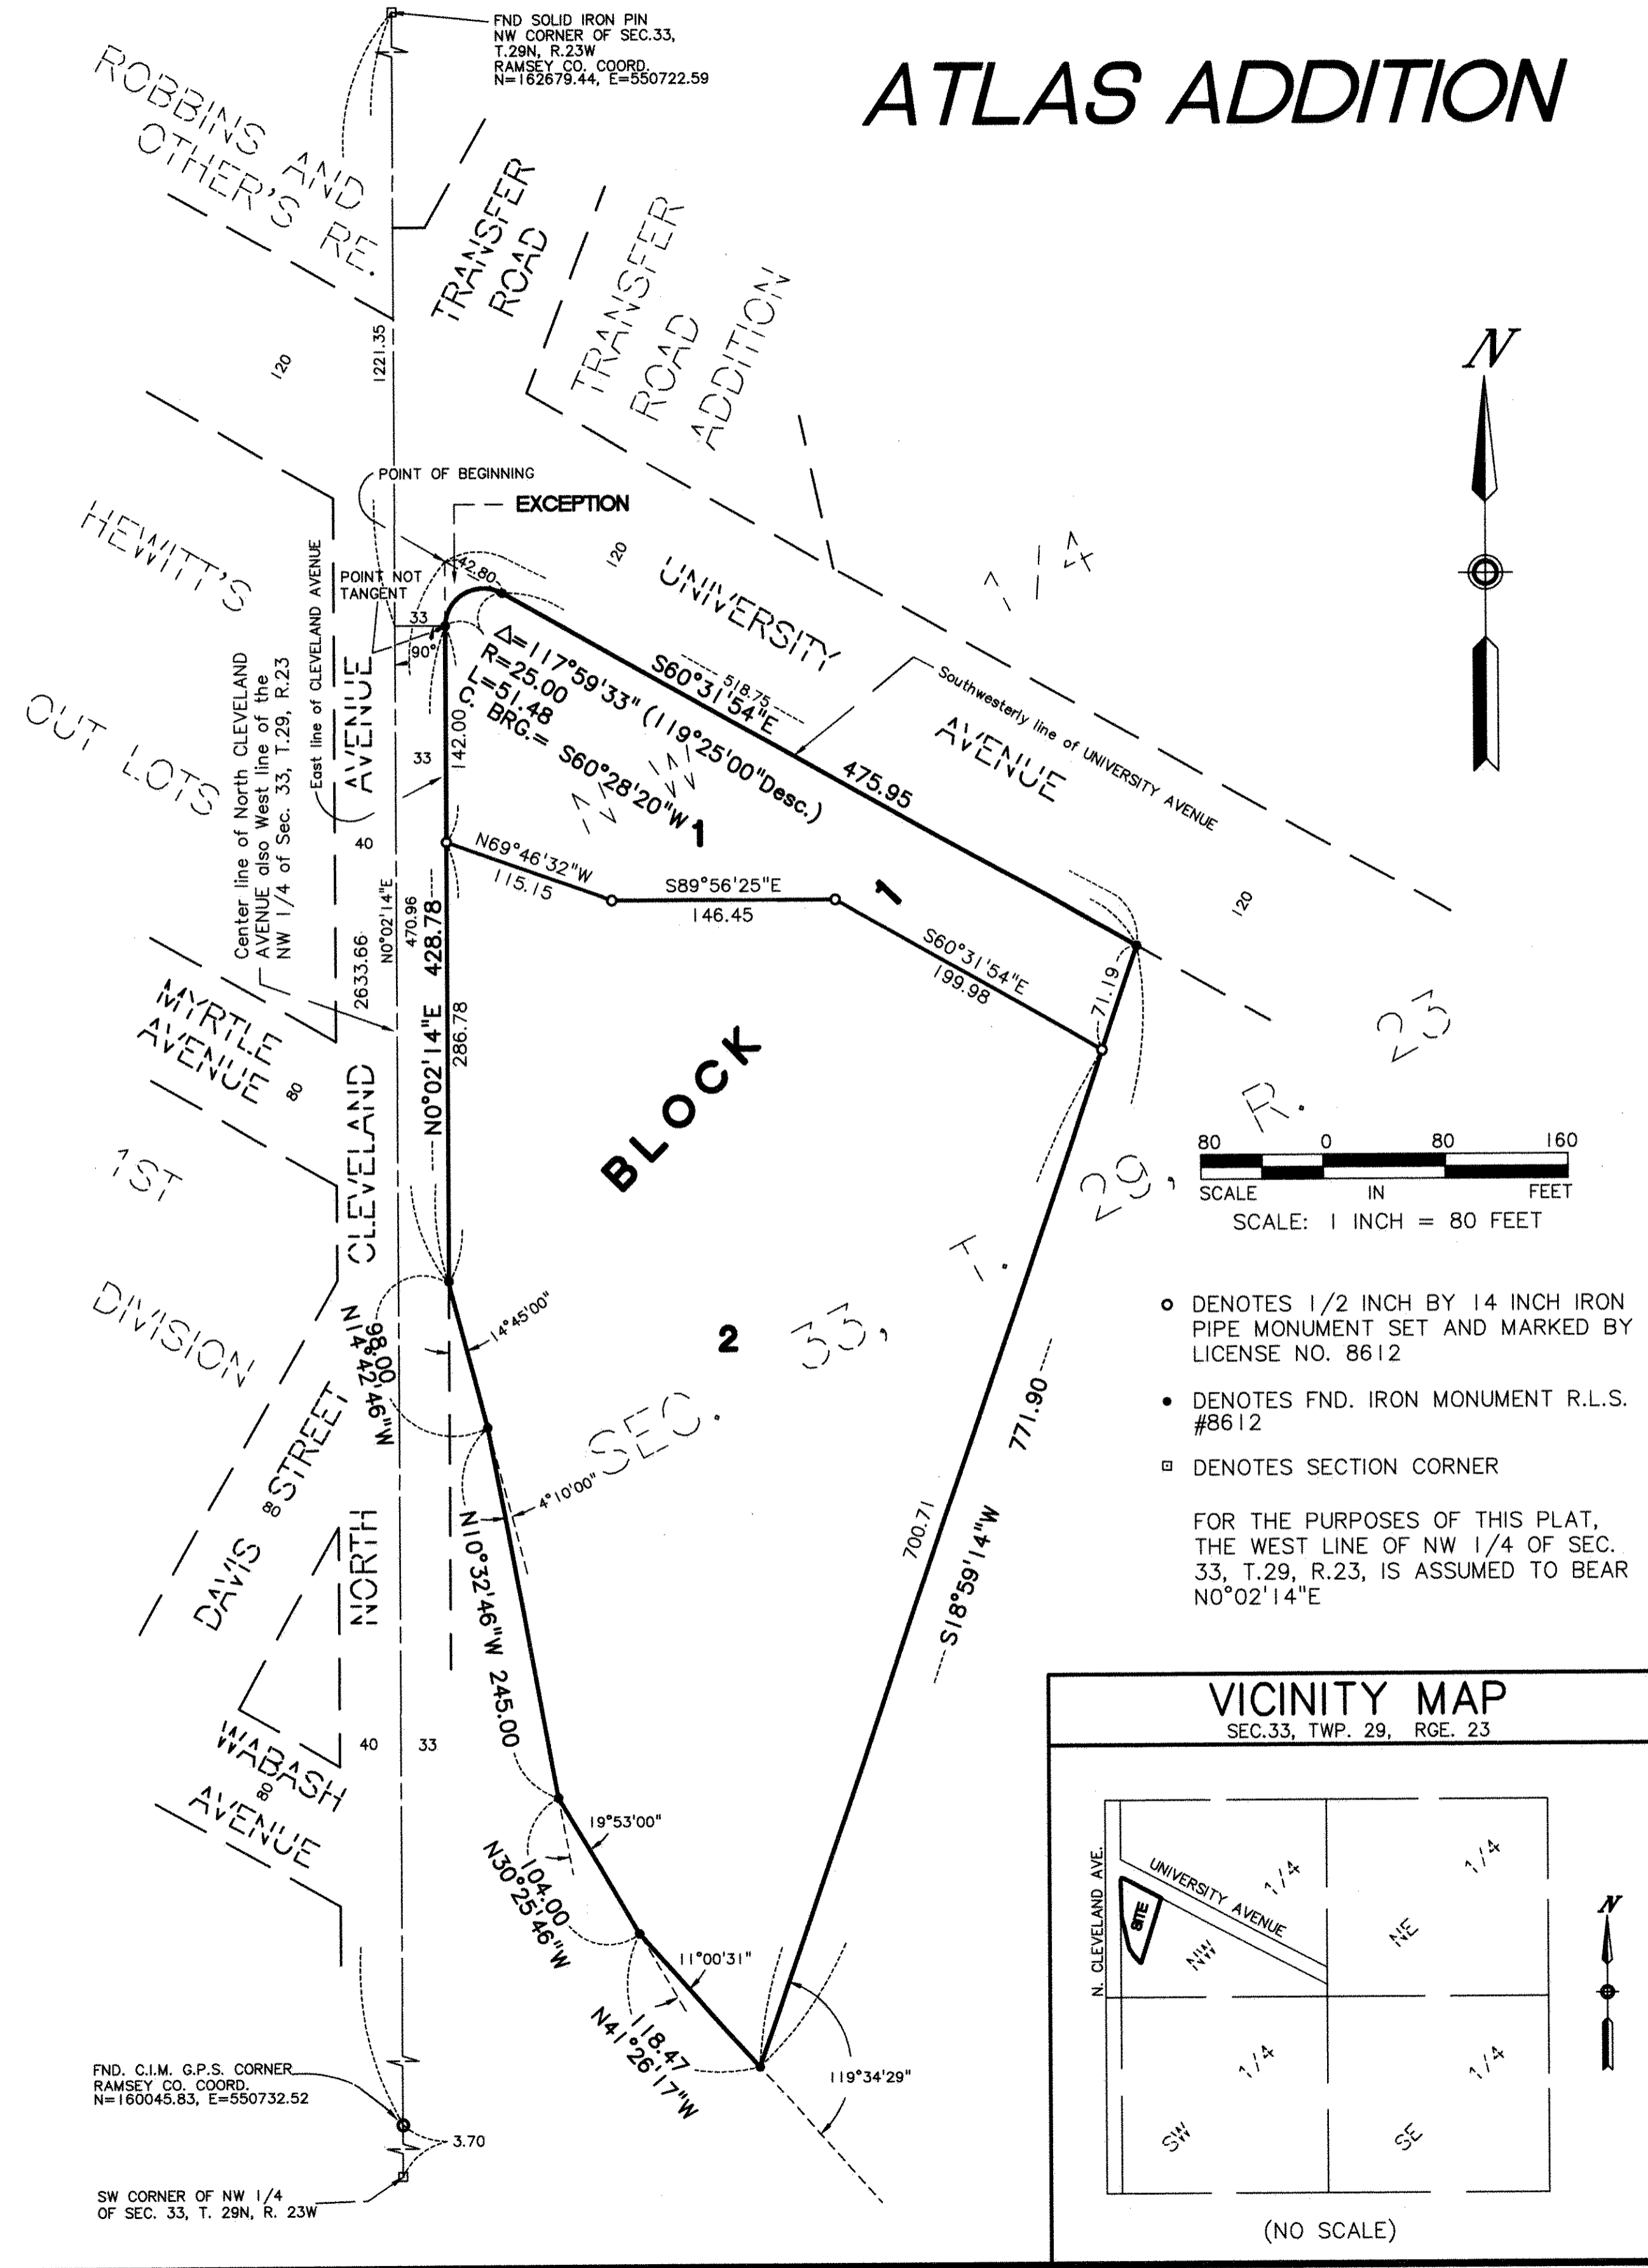 FND SOLID IRON PIN
NW CORNER OF SEC.33,
T.29N, R.23W
RAMSEY CO. COORD.
N=162679.44, E=550722.59
ATLAS ADDITION
ROBBINS AND
OTHER'S RE.
TRANSFER
ROAD
TRANSFER
ROAD
ADDITION
N
120
1221.35
POINT OF BEGINNING
EXCEPTION
HEWITT'S
OUT LOTS
POINT NOT
TANGENT
42.80
120
33
90°
UNIVERSITY
AVENUE
1/4
East line of CLEVELAND AVENUE
Center line of North CLEVELAND
AVENUE also West line of the
NW 1/4 of Sec. 33, T.29, R.23
AVENUE
33
142.00
Δ=117°59'33" (119°25'00"Desc.)
R=25.00
L=51.48
C. BRG.= S60°28'20"W
NW
518.75
S60°31'54"E
475.95
Southwesterly line of UNIVERSITY AVENUE
1
1
40
N69°46'32"W
115.15
S89°56'25"E
146.45
S60°31'54"E
199.98
71.19
120
2633.66
N0°02'14"E
470.96
N0°02'14"E 428.78
286.78
MYRTLE
AVENUE
80
BLOCK
R. 23
CLEVELAND
1ST
DIVISION
T. 29,
80 0 80 160
SCALE IN FEET
SCALE: 1 INCH = 80 FEET
14°45'00"
98.00
N14°42'46"W
2
SEC. 33,
DENOTES 1/2 INCH BY 14 INCH IRON
PIPE MONUMENT SET AND MARKED BY
LICENSE NO. 8612
DENOTES FND. IRON MONUMENT R.L.S.
#8612
DENOTES SECTION CORNER
FOR THE PURPOSES OF THIS PLAT,
THE WEST LINE OF NW 1/4 OF SEC.
33, T.29, R.23, IS ASSUMED TO BEAR
N0°02'14"E
771.90
700.71
S18°59'14"W
4°10'00"
DAVIS STREET
80
NORTH
N10°32'46"W 245.00
40
33
WABASH
AVENUE
80
19°53'00"
104.00
N30°25'46"W
11°00'31"
118.47
N41°26'17"W
119°34'29"
FND. C.I.M. G.P.S. CORNER
RAMSEY CO. COORD.
N=160045.83, E=550732.52
3.70
SW CORNER OF NW 1/4
OF SEC. 33, T. 29N, R. 23W
VICINITY MAP
SEC.33, TWP. 29, RGE. 23
N. CLEVELAND AVE.
UNIVERSITY AVENUE
SITE
NW
1/4
NE
1/4
N
SW
1/4
SE
1/4
(NO SCALE)